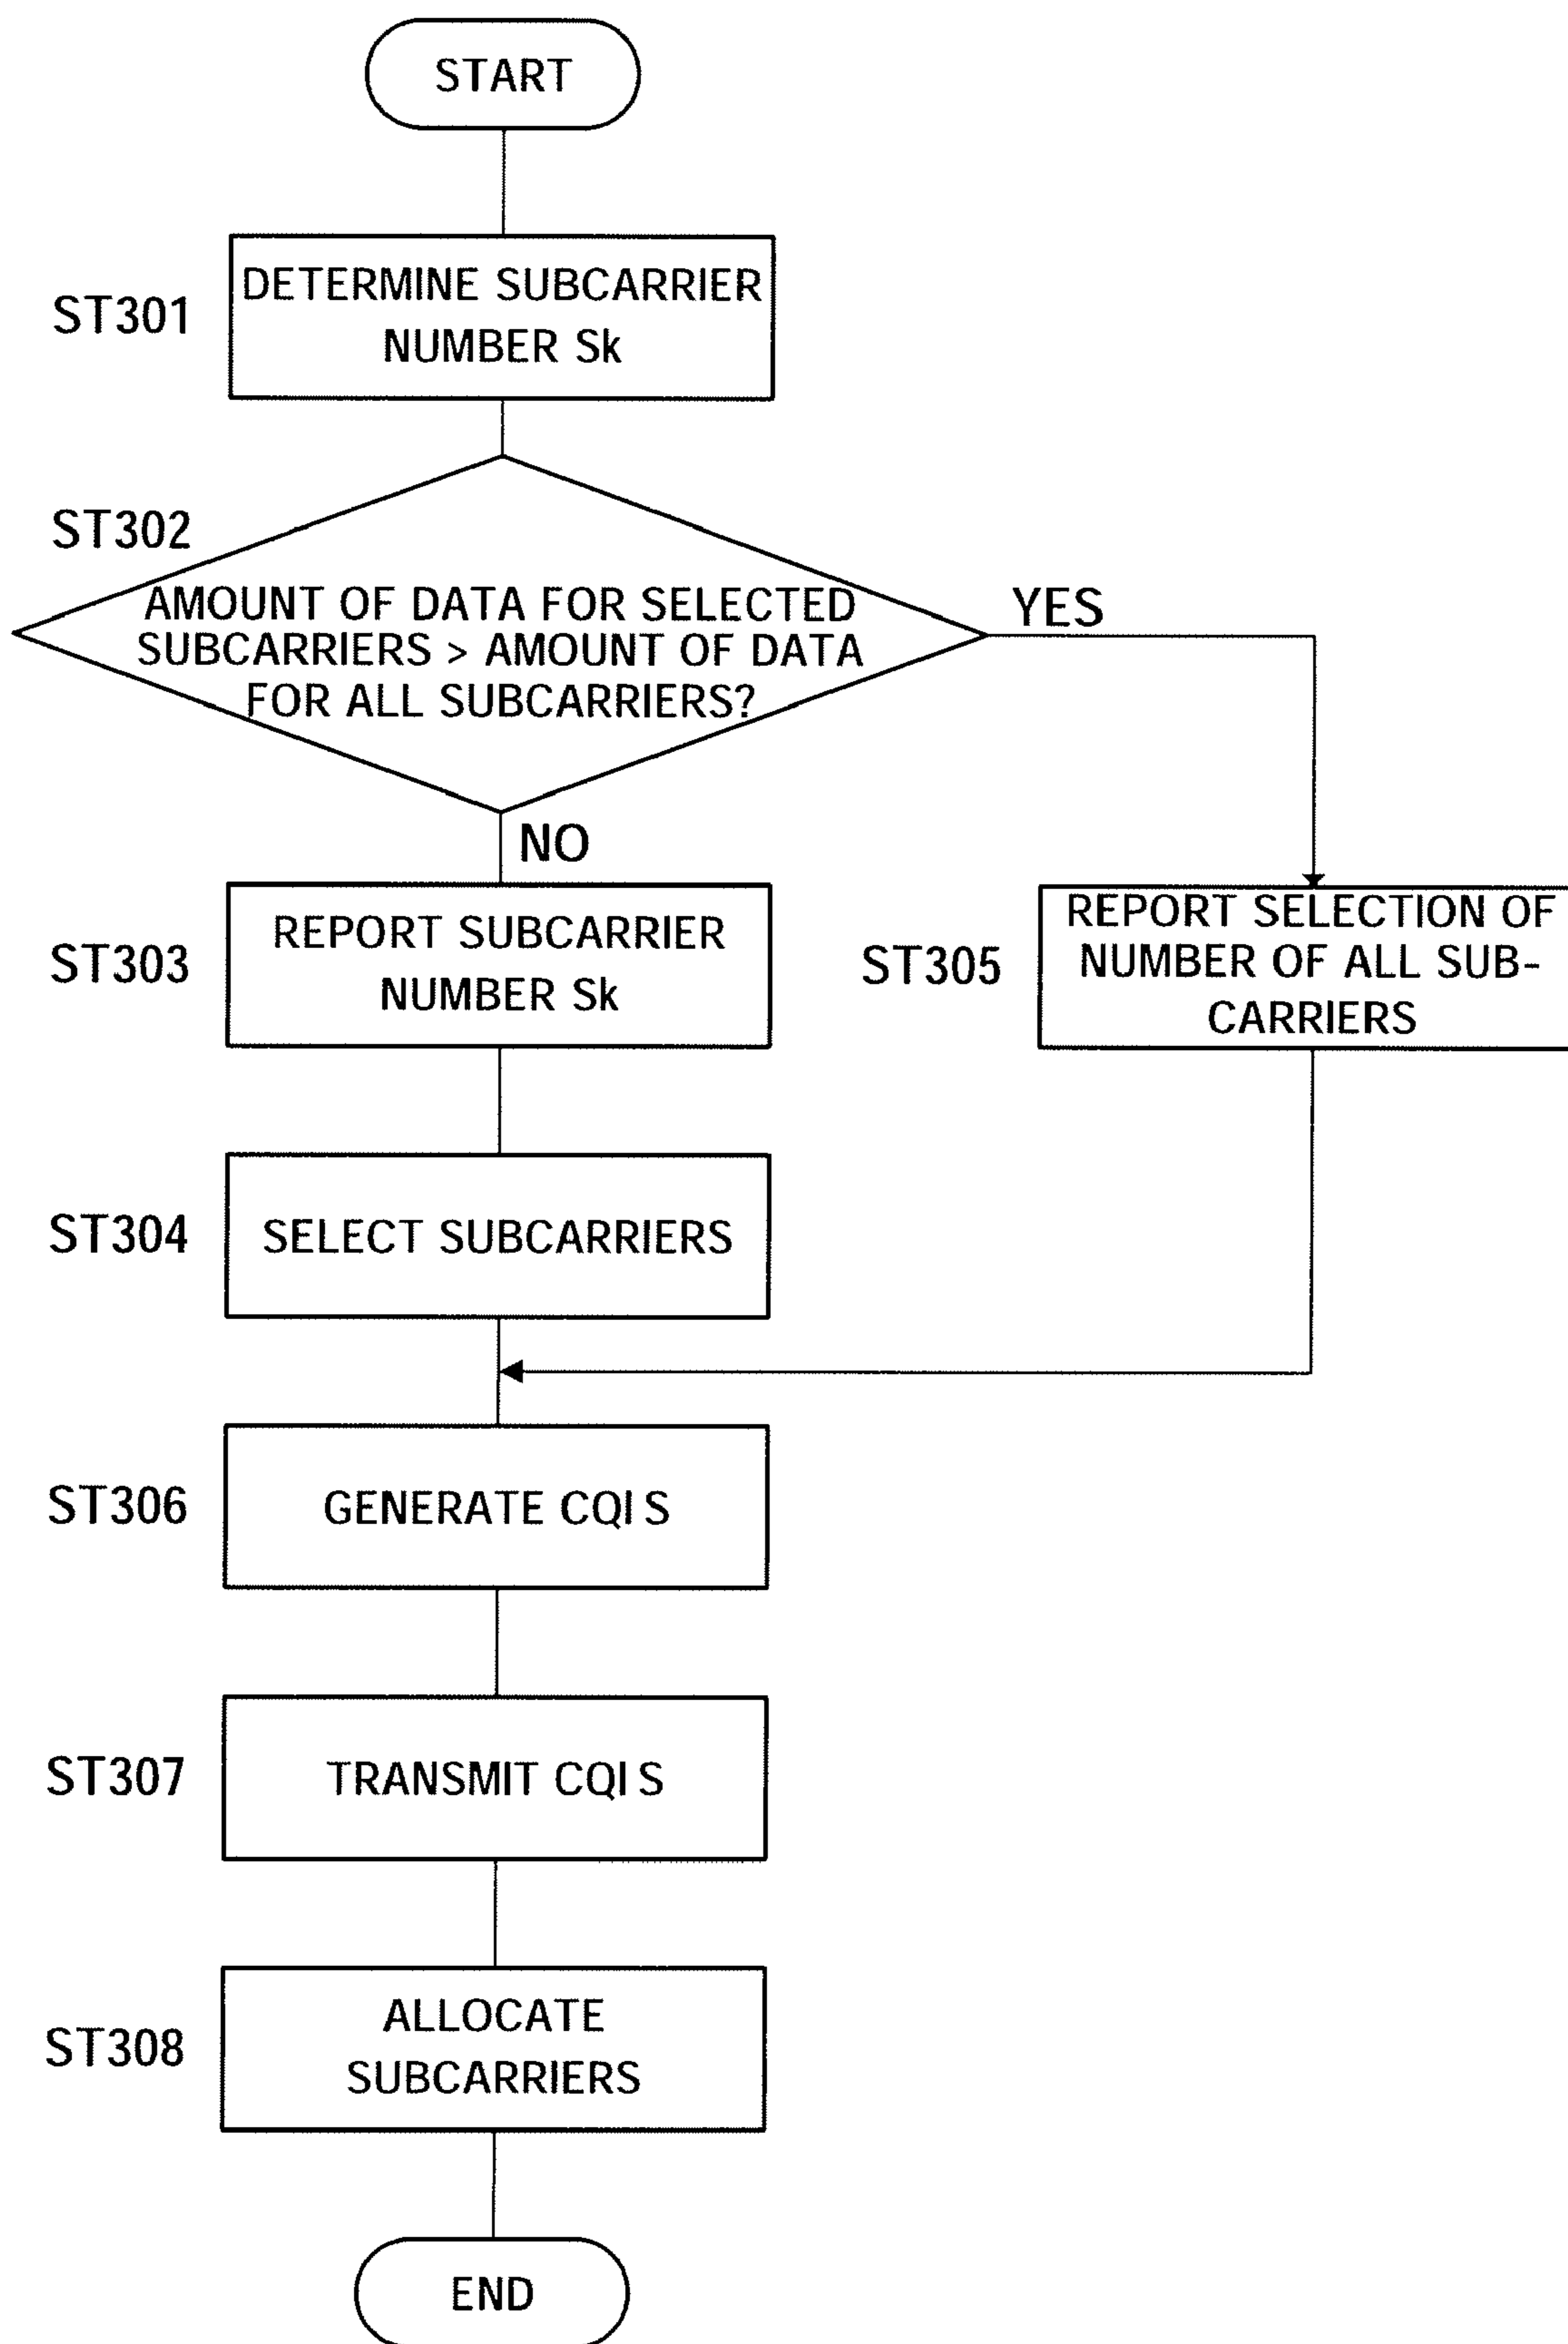 START
ST301
DETERMINE SUBCARRIER
NUMBER Sk
ST302
AMOUNT OF DATA FOR SELECTED
SUBCARRIERS > AMOUNT OF DATA
FOR ALL SUBCARRIERS?
YES
NO
ST303
REPORT SUBCARRIER
NUMBER Sk
ST305
REPORT SELECTION OF
NUMBER OF ALL SUB-
CARRIERS
ST304
SELECT SUBCARRIERS
ST306
GENERATE CQI S
ST307
TRANSMIT CQI S
ST308
ALLOCATE
SUBCARRIERS
END